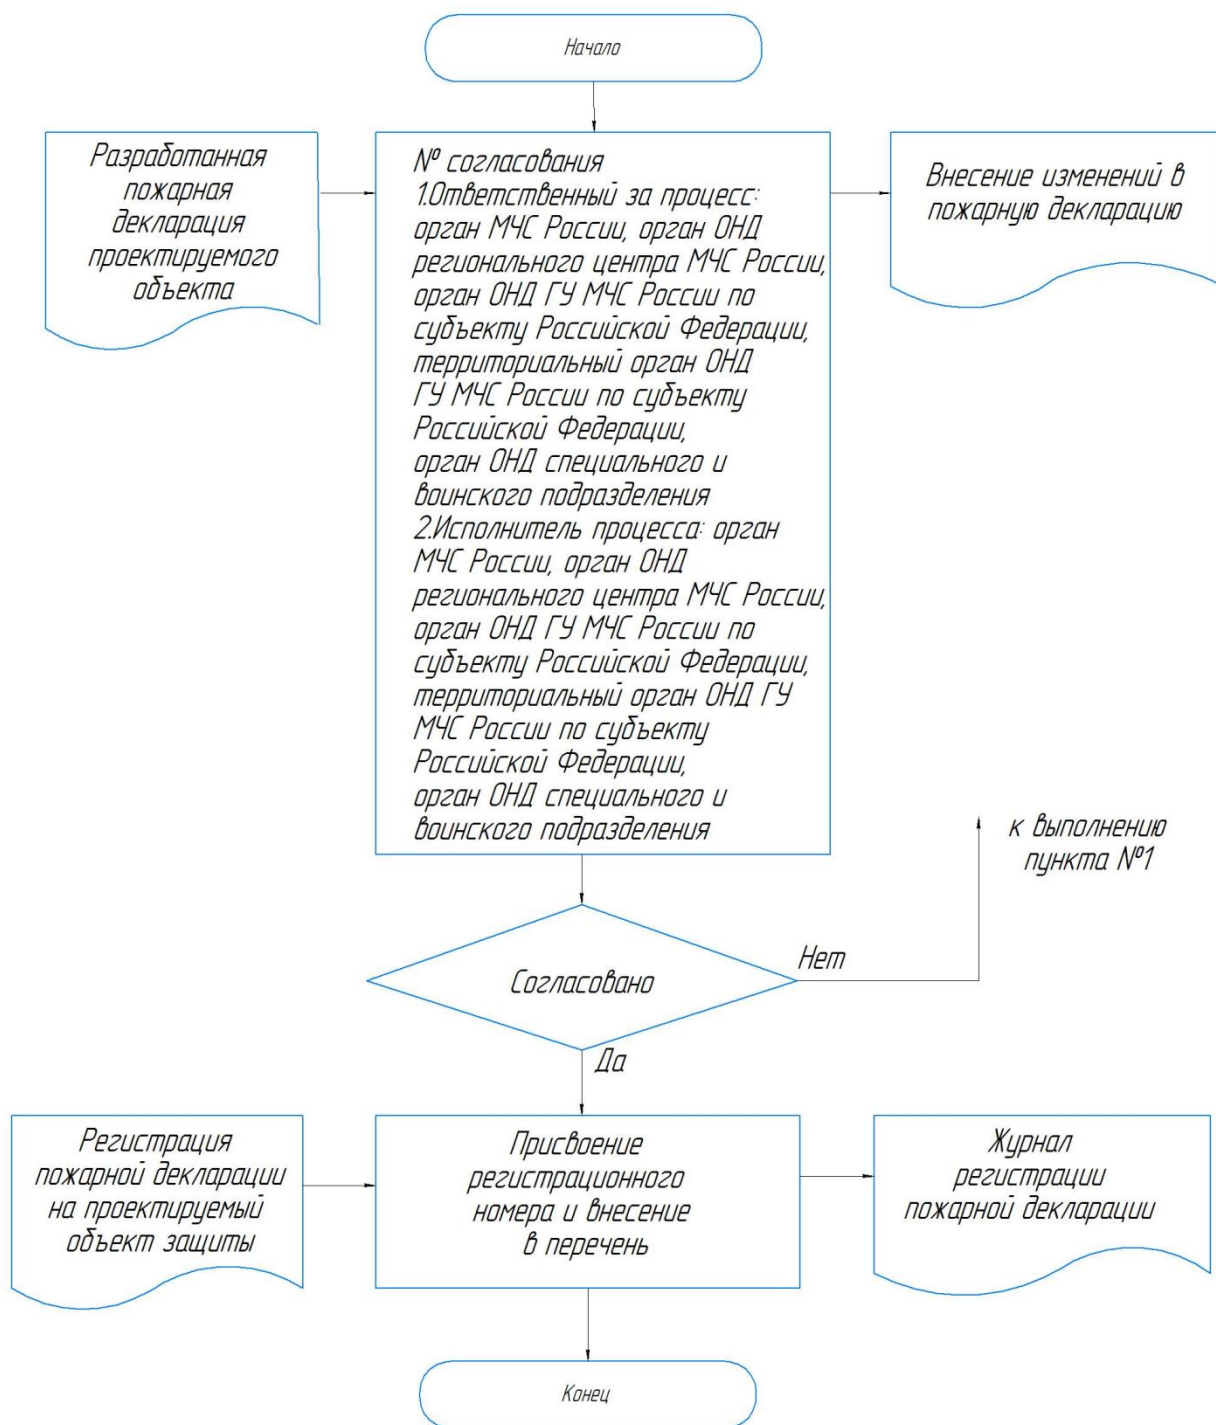 Начало
Разработанная
пожарная
декларация
проектируемого
объекта
№ согласования
1.Ответственный за процесс:
орган МЧС России, орган ОНД
регионального центра МЧС России,
орган ОНД ГУ МЧС России по
субъекту Российской Федерации,
территориальный орган ОНД
ГУ МЧС России по субъекту
Российской Федерации,
орган ОНД специального и
воинского подразделения
2.Исполнитель процесса: орган
МЧС России, орган ОНД
регионального центра МЧС России,
орган ОНД ГУ МЧС России по
субъекту Российской Федерации,
территориальный орган ОНД ГУ
МЧС России по субъекту
Российской Федерации,
орган ОНД специального и
воинского подразделения
Внесение изменений в
пожарную декларацию
к выполнению
пункта №1
Согласовано
Нет
Да
Регистрация
пожарной декларации
на проектируемый
объект защиты
Присвоение
регистрационного
номера и внесение
в перечень
Журнал
регистрации
пожарной декларации
Конец